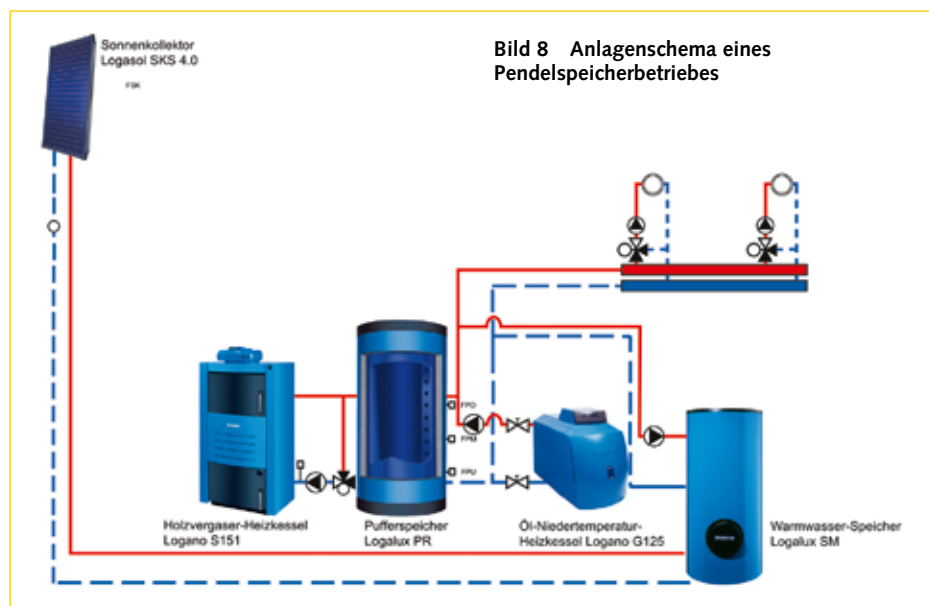 Sonnenkollektor
Logasol SKS 4.0
FSK
Bild 8 Anlagenschema eines
Pendelspeicherbetriebes
FPO
FPM
FPU
Holzvergaser-Heizkessel
Logano S151
Pufferspeicher
Logalux PR
Öl-Niedertemperatur-
Heizkessel Logano G125
Warmwasser-Speicher
Logalux SM